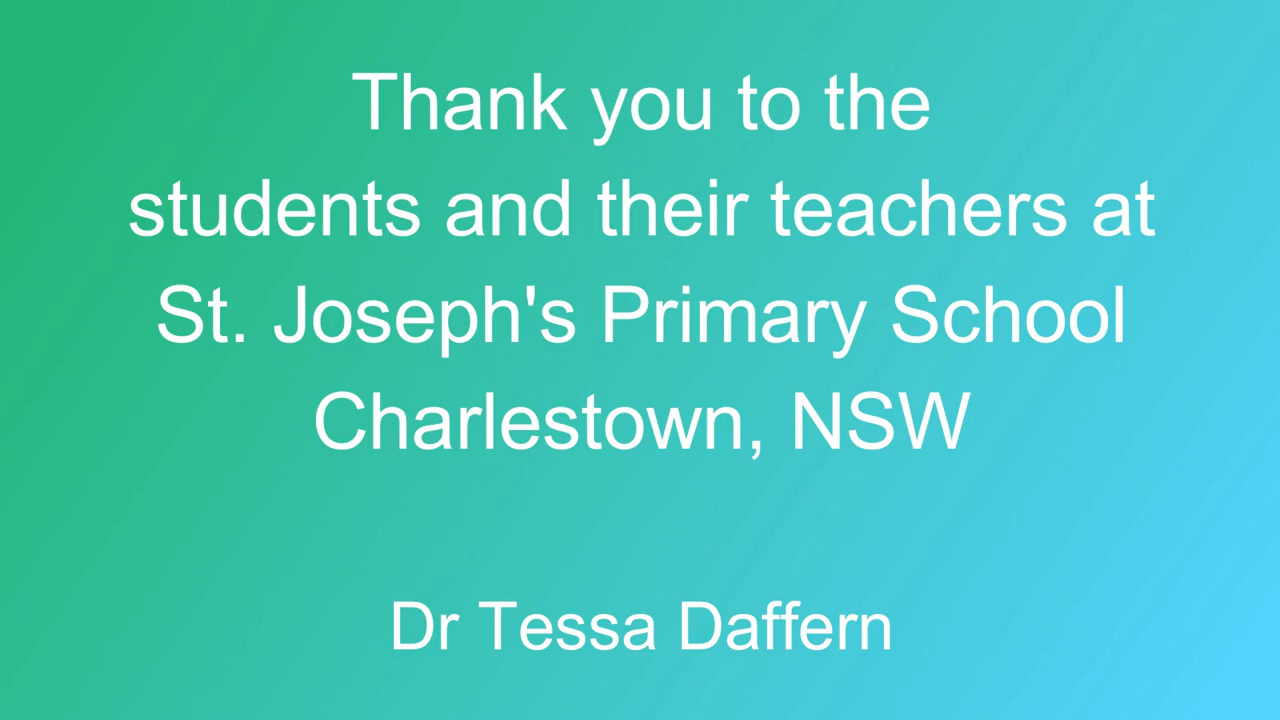 Thank you to the
students and their teachers at
St. Joseph's Primary School
Charlestown, NSW
Dr Tessa Daffern